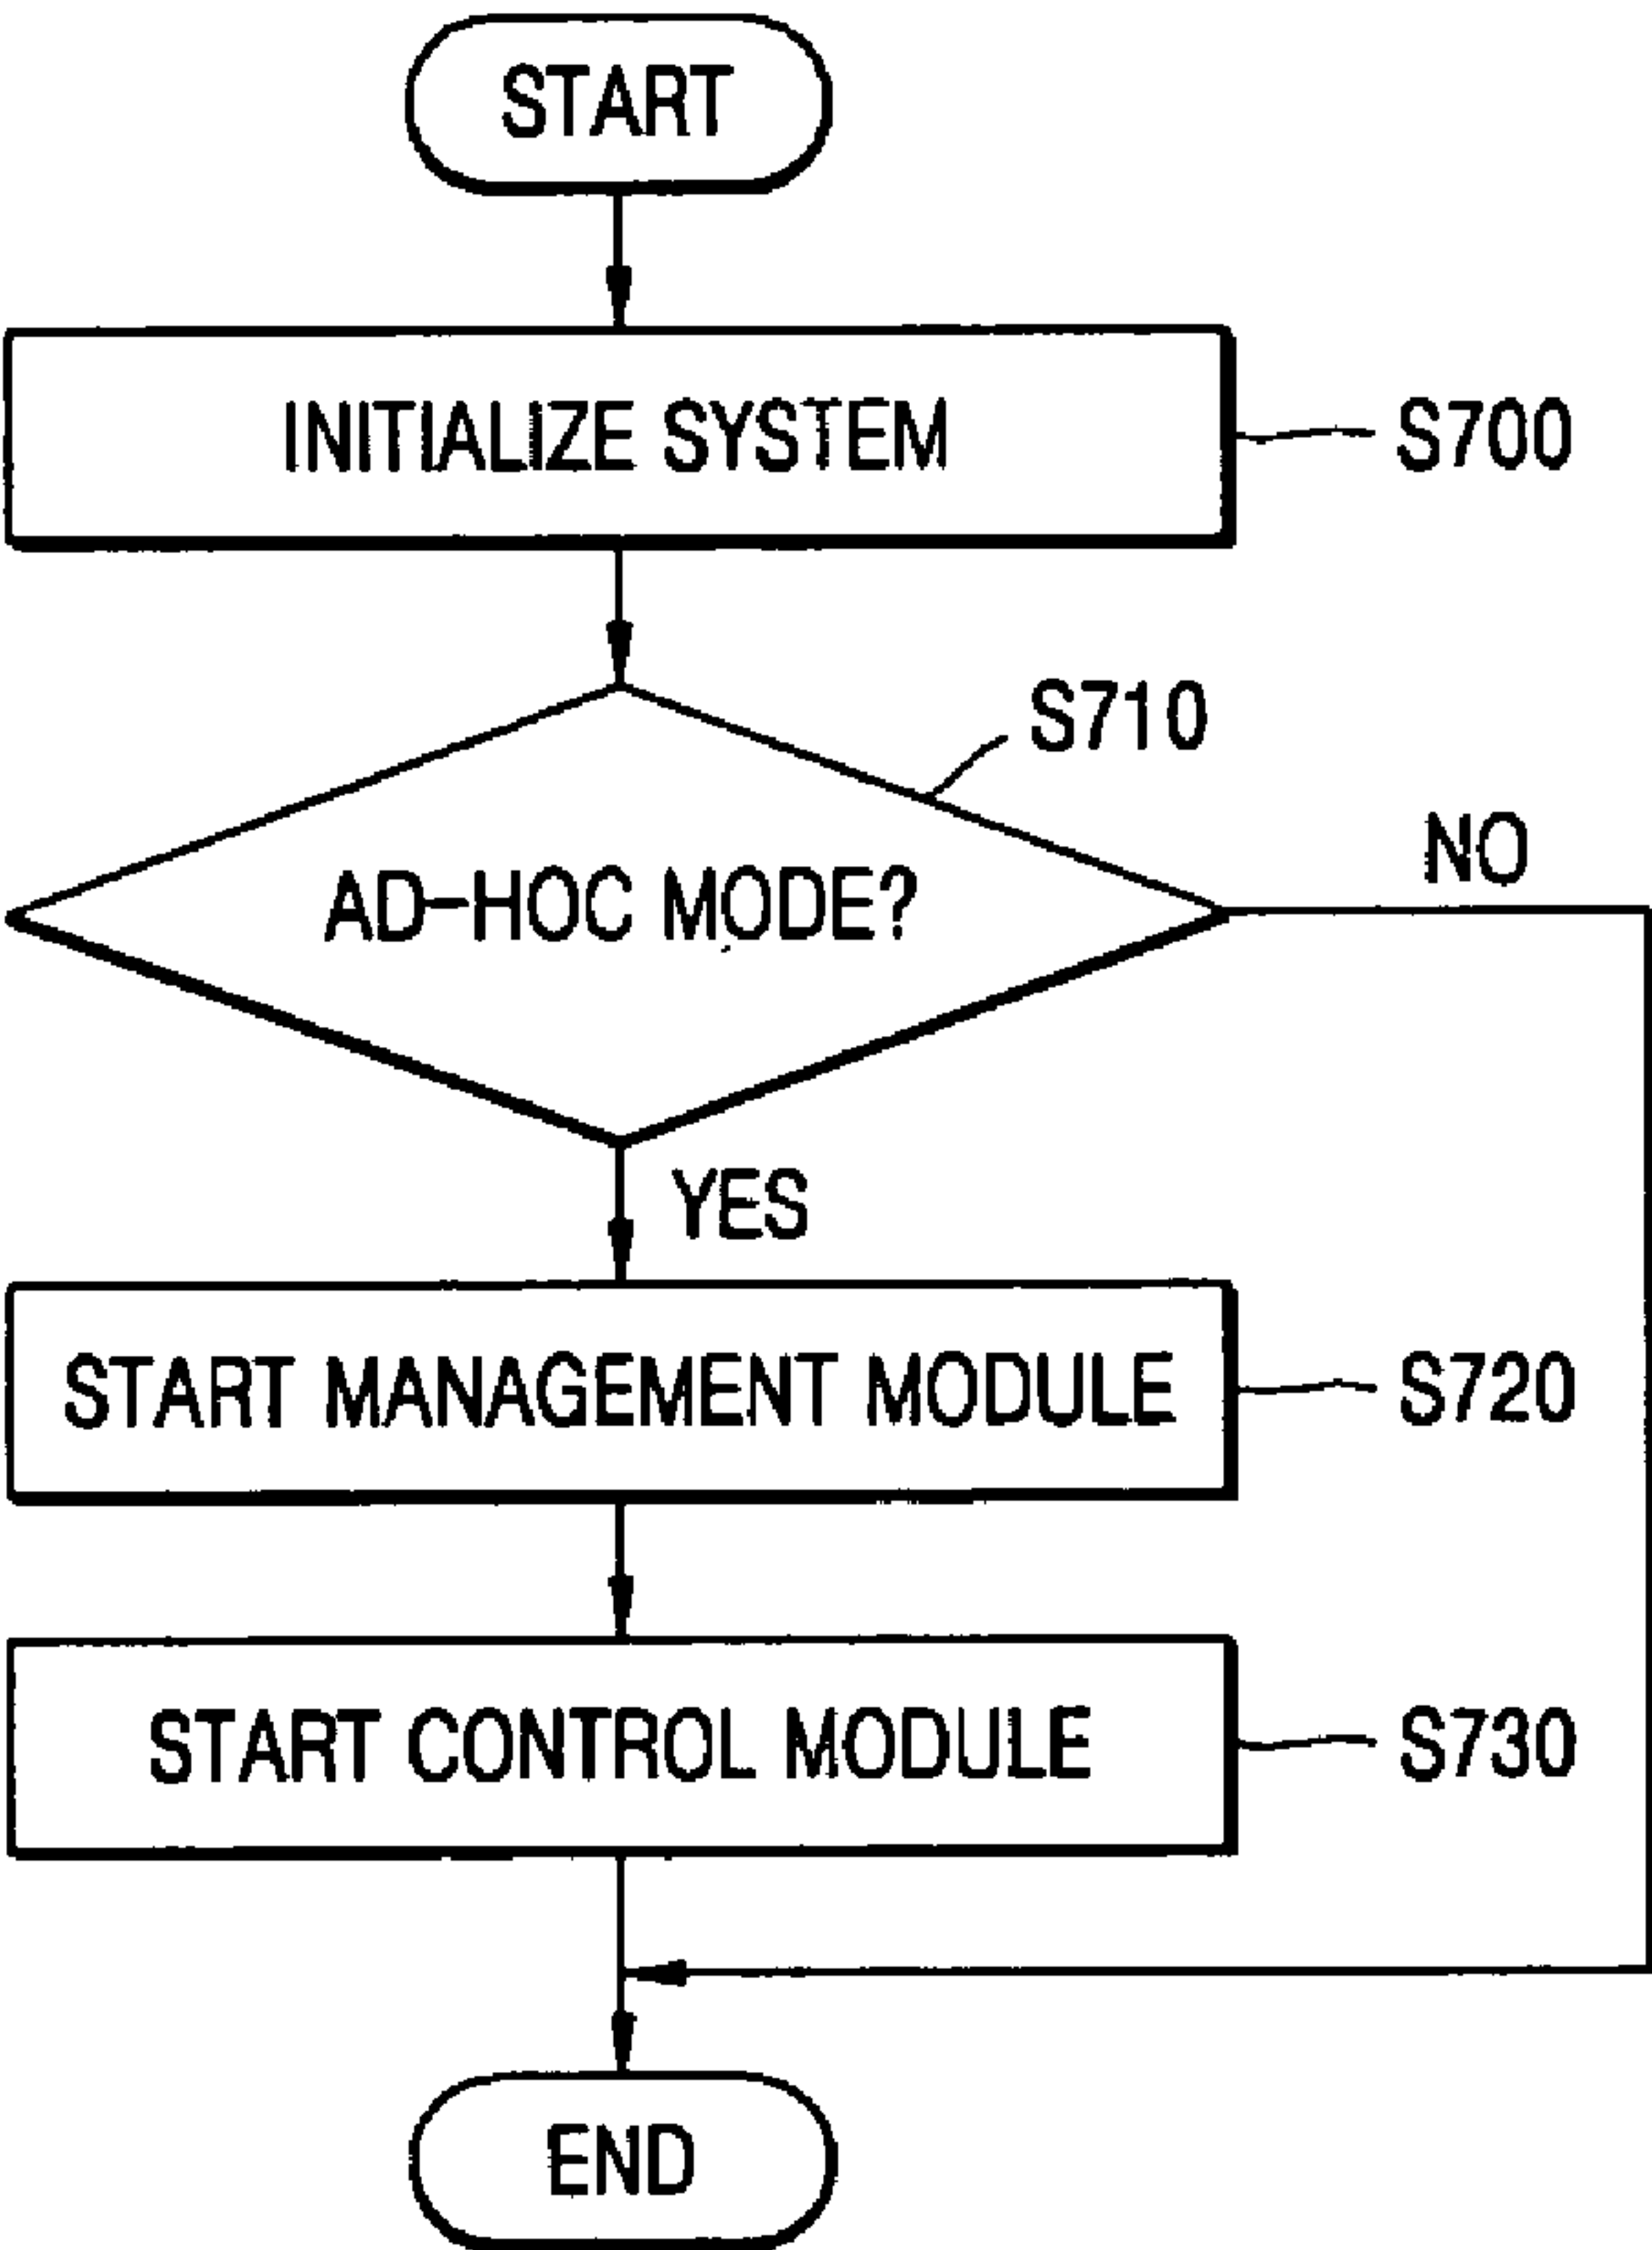 START
INITIALIZE SYSTEM
S700
S710
AD-HOC MODE?
NO
YES
START MANAGEMENT MODULE
S720
START CONTROL MODULE
S730
END